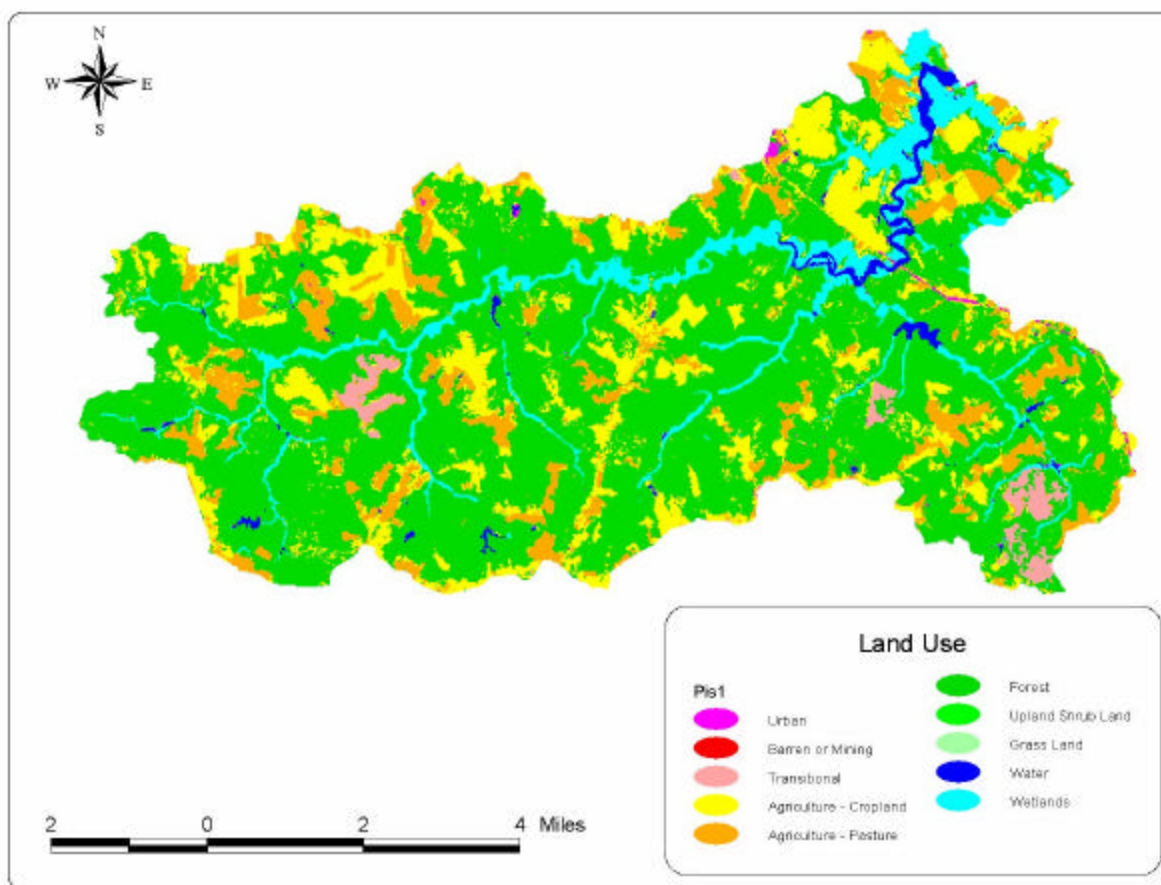 N
W E
S
Land Use
Pis1
Urban
Barren or Mining
Transitional
Agriculture - Cropland
Agriculture - Pasture
Forest
Upland Shrub Land
Grass Land
Water
Wetlands
2 0 2 4 Miles